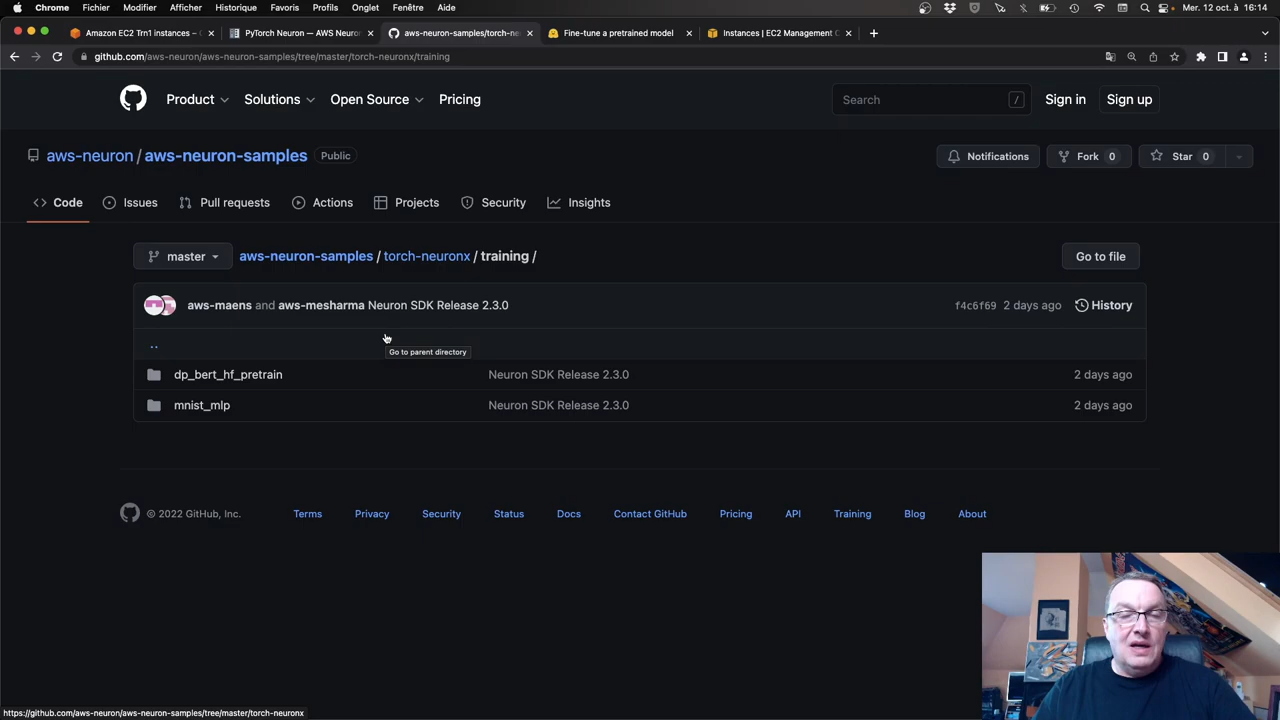 Chrome Fichier Modifier Afficher Historique Favoris Profils Onglet Fenêtre Aide Mer. 12 oct. à 16:14
Amazon EC2 Trn1 instances – PyTorch Neuron — AWS Neuron aws-neuron-samples/torch-ne Fine-tune a pretrained model Instances | EC2 Management
github.com/aws-neuron/aws-neuron-samples/tree/master/torch-neuronx/training
Product Solutions Open Source Pricing Search / Sign in Sign up
aws-neuron / aws-neuron-samples Public Notifications Fork 0 Star 0
Code Issues Pull requests Actions Projects Security Insights
master aws-neuron-samples / torch-neuronx / training / Go to file
aws-maens and aws-mesharma Neuron SDK Release 2.3.0 f4c6f69 2 days ago History
..
Go to parent directory
dp_bert_hf_pretrain Neuron SDK Release 2.3.0 2 days ago
mnist_mlp Neuron SDK Release 2.3.0 2 days ago
© 2022 GitHub, Inc. Terms Privacy Security Status Docs Contact GitHub Pricing API Training Blog About
https://github.com/aws-neuron/aws-neuron-samples/tree/master/torch-neuronx